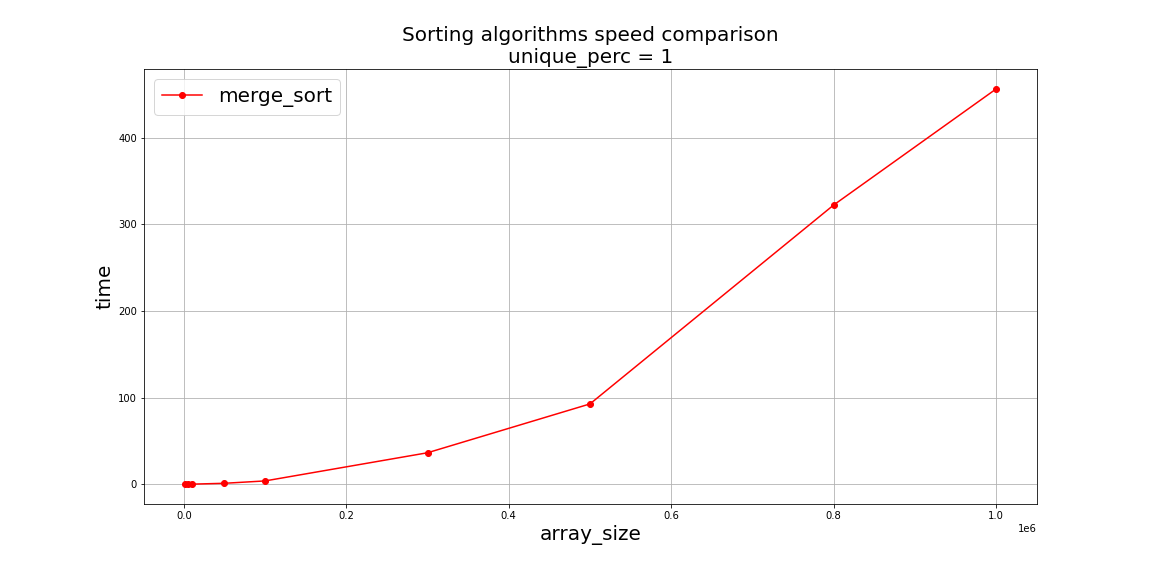 Sorting algorithms speed comparison
unique_perc = 1
merge_sort
400
300
200
100
0
time
0.0 0.2 0.4 0.6 0.8 1.0
1e6
array_size